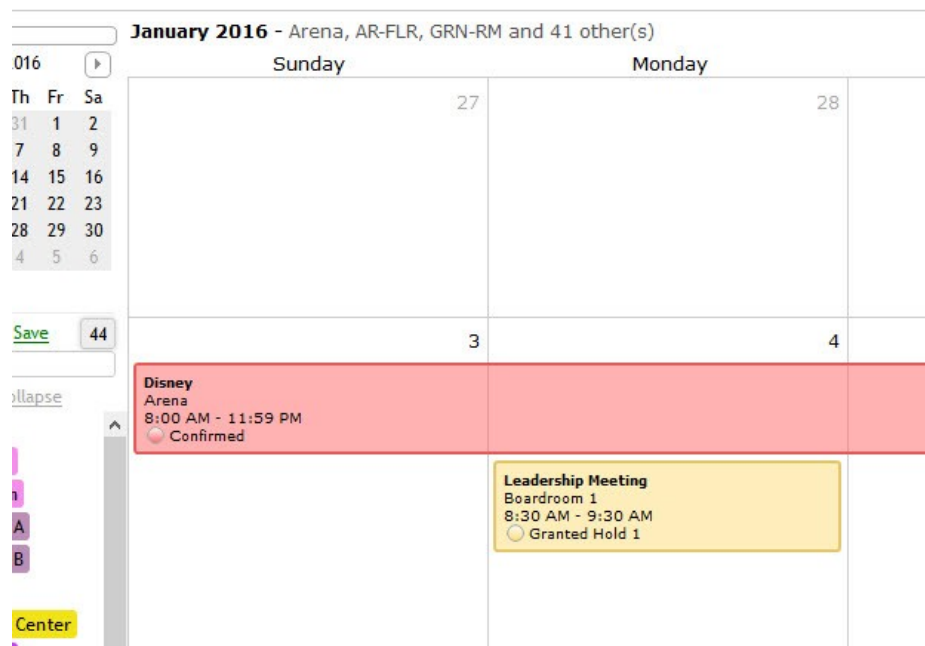 January 2016 - Arena, AR-FLR, GRN-RM and 41 other(s)
016
Th Fr Sa
31 1 2
7 8 9
14 15 16
21 22 23
28 29 30
4 5 6
Save 44
ollapse
A
B
Center
Sunday Monday
27 28
3 4
Disney
Arena
8:00 AM - 11:59 PM
Confirmed
Leadership Meeting
Boardroom 1
8:30 AM - 9:30 AM
Granted Hold 1